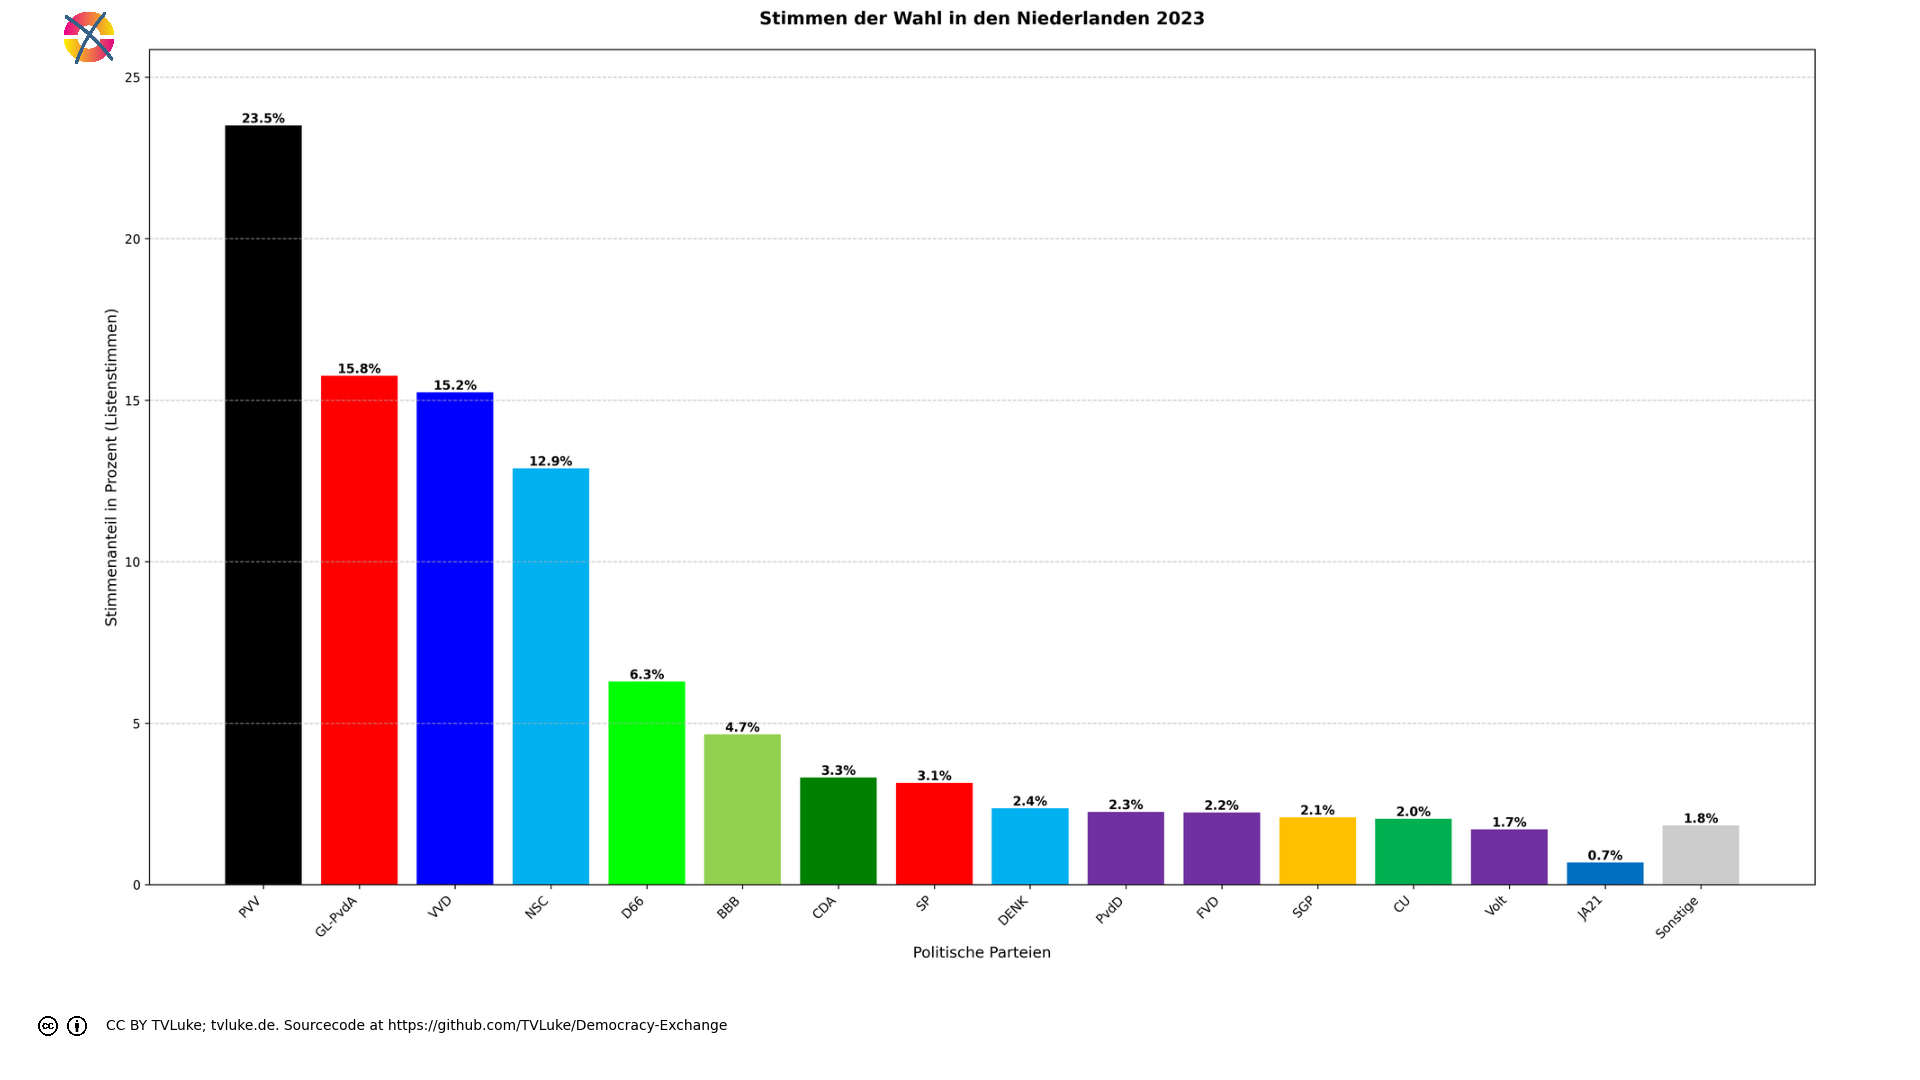 Stimmen der Wahl in den Niederlanden 2023
Stimmenanteil in Prozent (Listenstimmen)
25
20
15
10
5
0
23.5%
15.8%
15.2%
12.9%
6.3%
4.7%
3.3%
3.1%
2.4%
2.3%
2.2%
2.1%
2.0%
1.7%
0.7%
1.8%
PVV
GL-PvdA
VVD
NSC
D66
BBB
CDA
SP
DENK
PvdD
FVD
SGP
CU
Volt
JA21
Sonstige
Politische Parteien
cc CC BY TVLuke; tvluke.de. Sourcecode at https://github.com/TVLuke/Democracy-Exchange